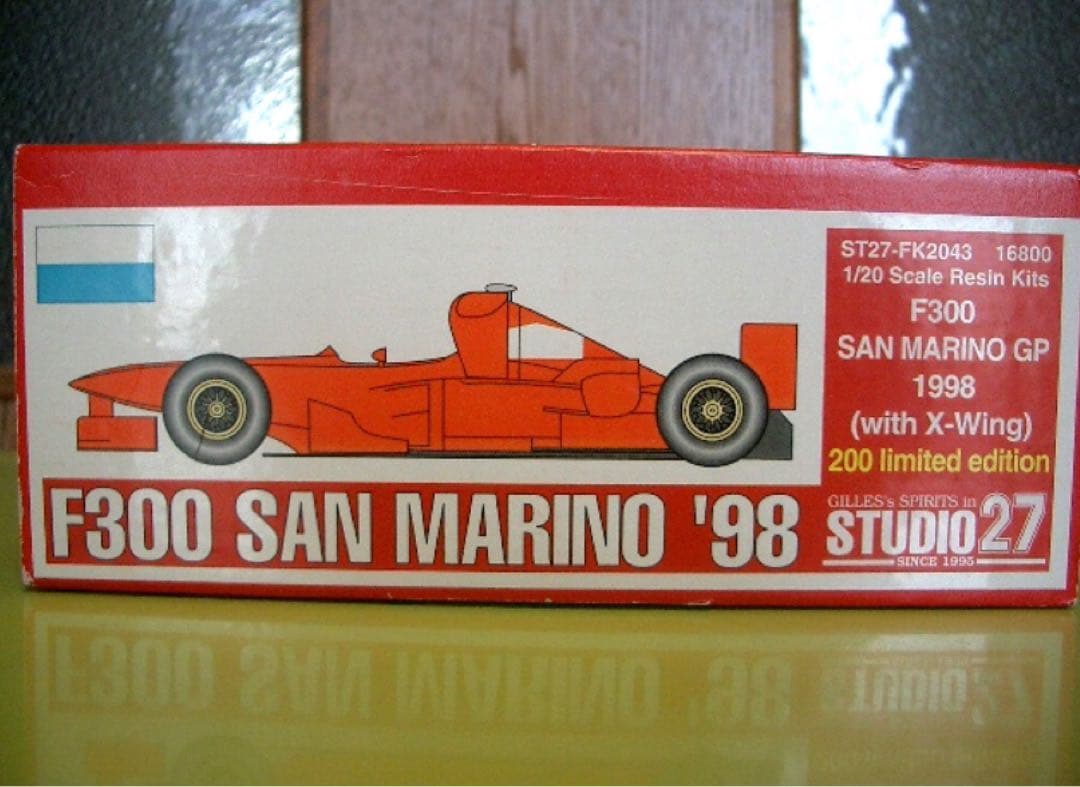 ST27-FK2043 16800
1/20 Scale Resin Kits
F300
SAN MARINO GP
1998
(with X-Wing)
200 limited edition
F300 SAN MARINO '98
GILLES's SPIRITS in
STUDIO27
SINCE 1995